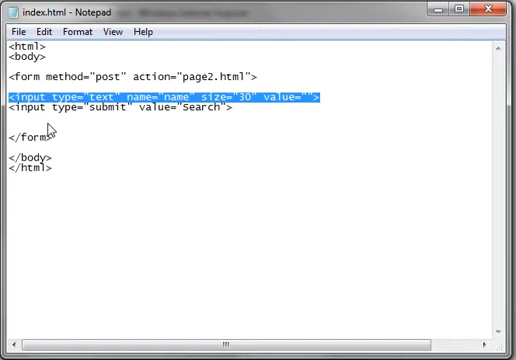 index.html - Notepad
File Edit Format View Help
<html>
<body>
<form method="post" action="page2.html">
<input type="text" name="name" size="30" value="">
<input type="submit" value="Search">
</form>
</body>
</html>